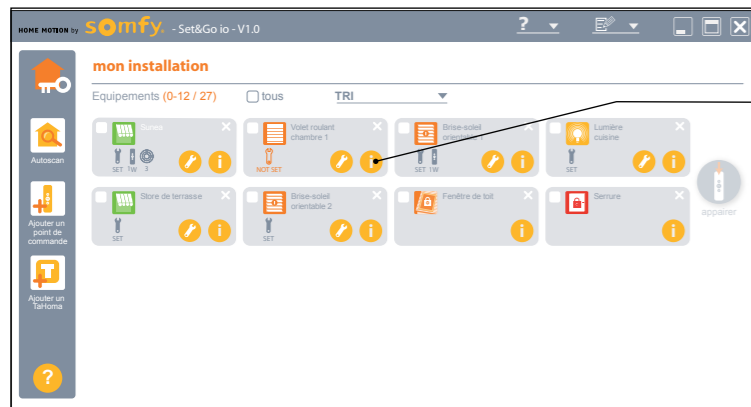 HOME MOTION by somfy. - Set&Go io - V1.0 ?
mon installation
Equipements (0-12 / 27) tous TRI
Autoscan
Ajouter un point de commande
Ajouter un TaHoma
?
Volet roulant chambre 1
NOT SET
Brise-soleil orientable 1
SET 1W
Lumière cuisine
SET
SET 3
Store de terrasse
SET
Brise-soleil orientable 2
SET
Fenêtre de toit
Serrure
appairer